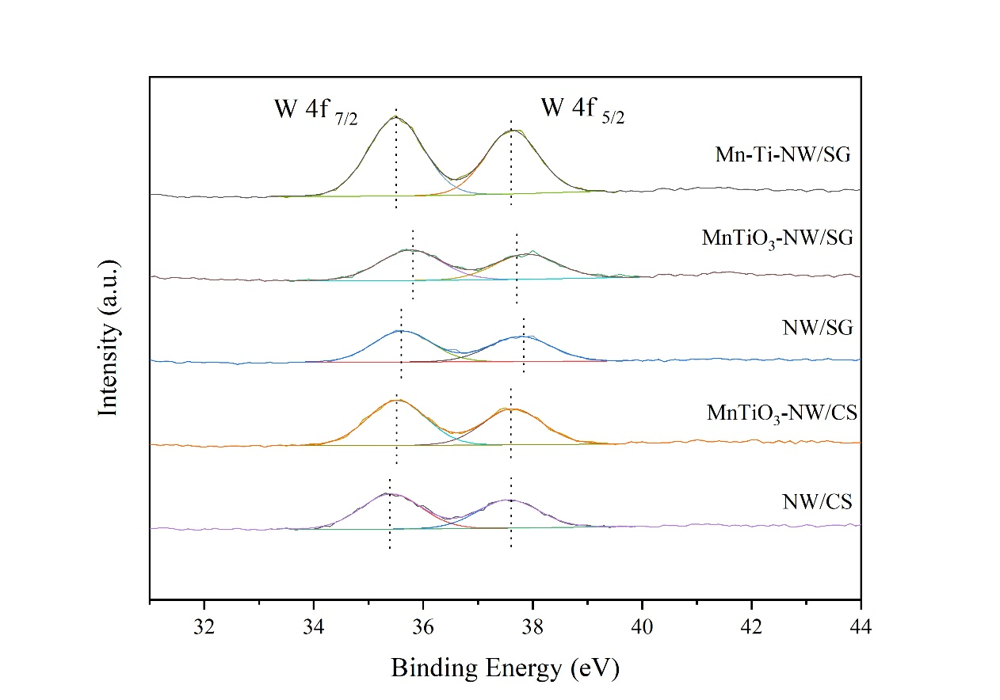 W 4f 7/2
W 4f 5/2
Mn-Ti-NW/SG
MnTiO3-NW/SG
NW/SG
MnTiO3-NW/CS
NW/CS
Intensity (a.u.)
32 34 36 38 40 42 44
Binding Energy (eV)